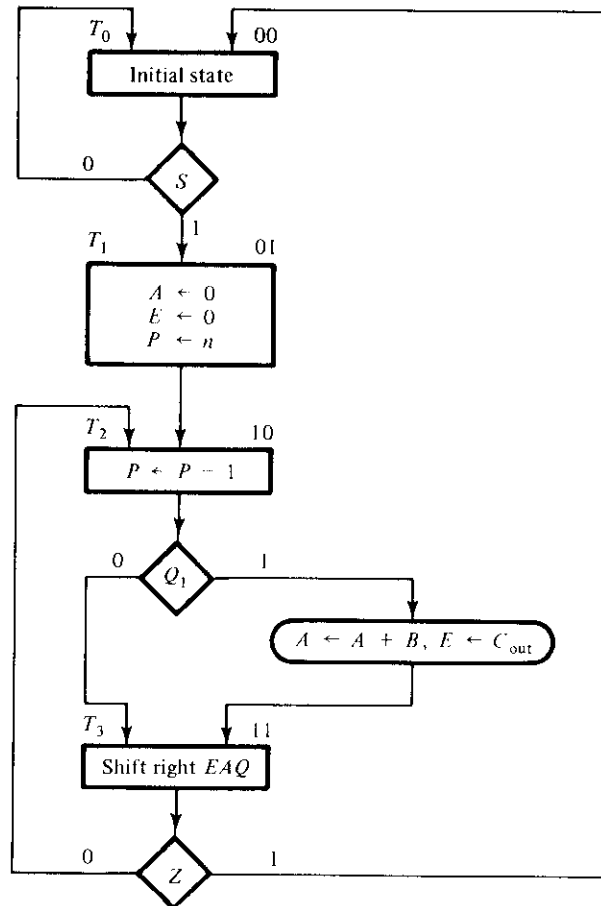 T₀ 00
Initial state
0 S
1
T₁ 01
A ← 0
E ← 0
P ← n
T₂ 10
P ← P − 1
0 Q₁ 1
A ← A + B, E ← C_out
T₃ 11
Shift right EAQ
0 Z 1